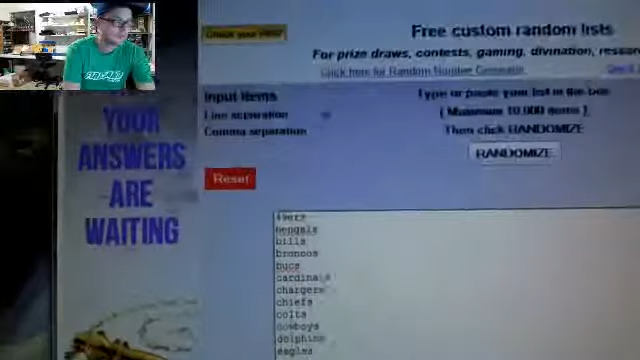 Free custom random lists
For prize draws, contests, gaming, divination,
Click here for Random Number Generator
Input items
Line separation
Comma separation
Type or paste your list in the box
( Maximum 10,000 items )
Then click RANDOMIZE
RANDOMIZE
Reset
YOUR
ANSWERS
ARE
WAITING
49ers
bengals
bills
broncos
bucs
cardinals
chargers
chiefs
colts
cowboys
dolphins
eagles